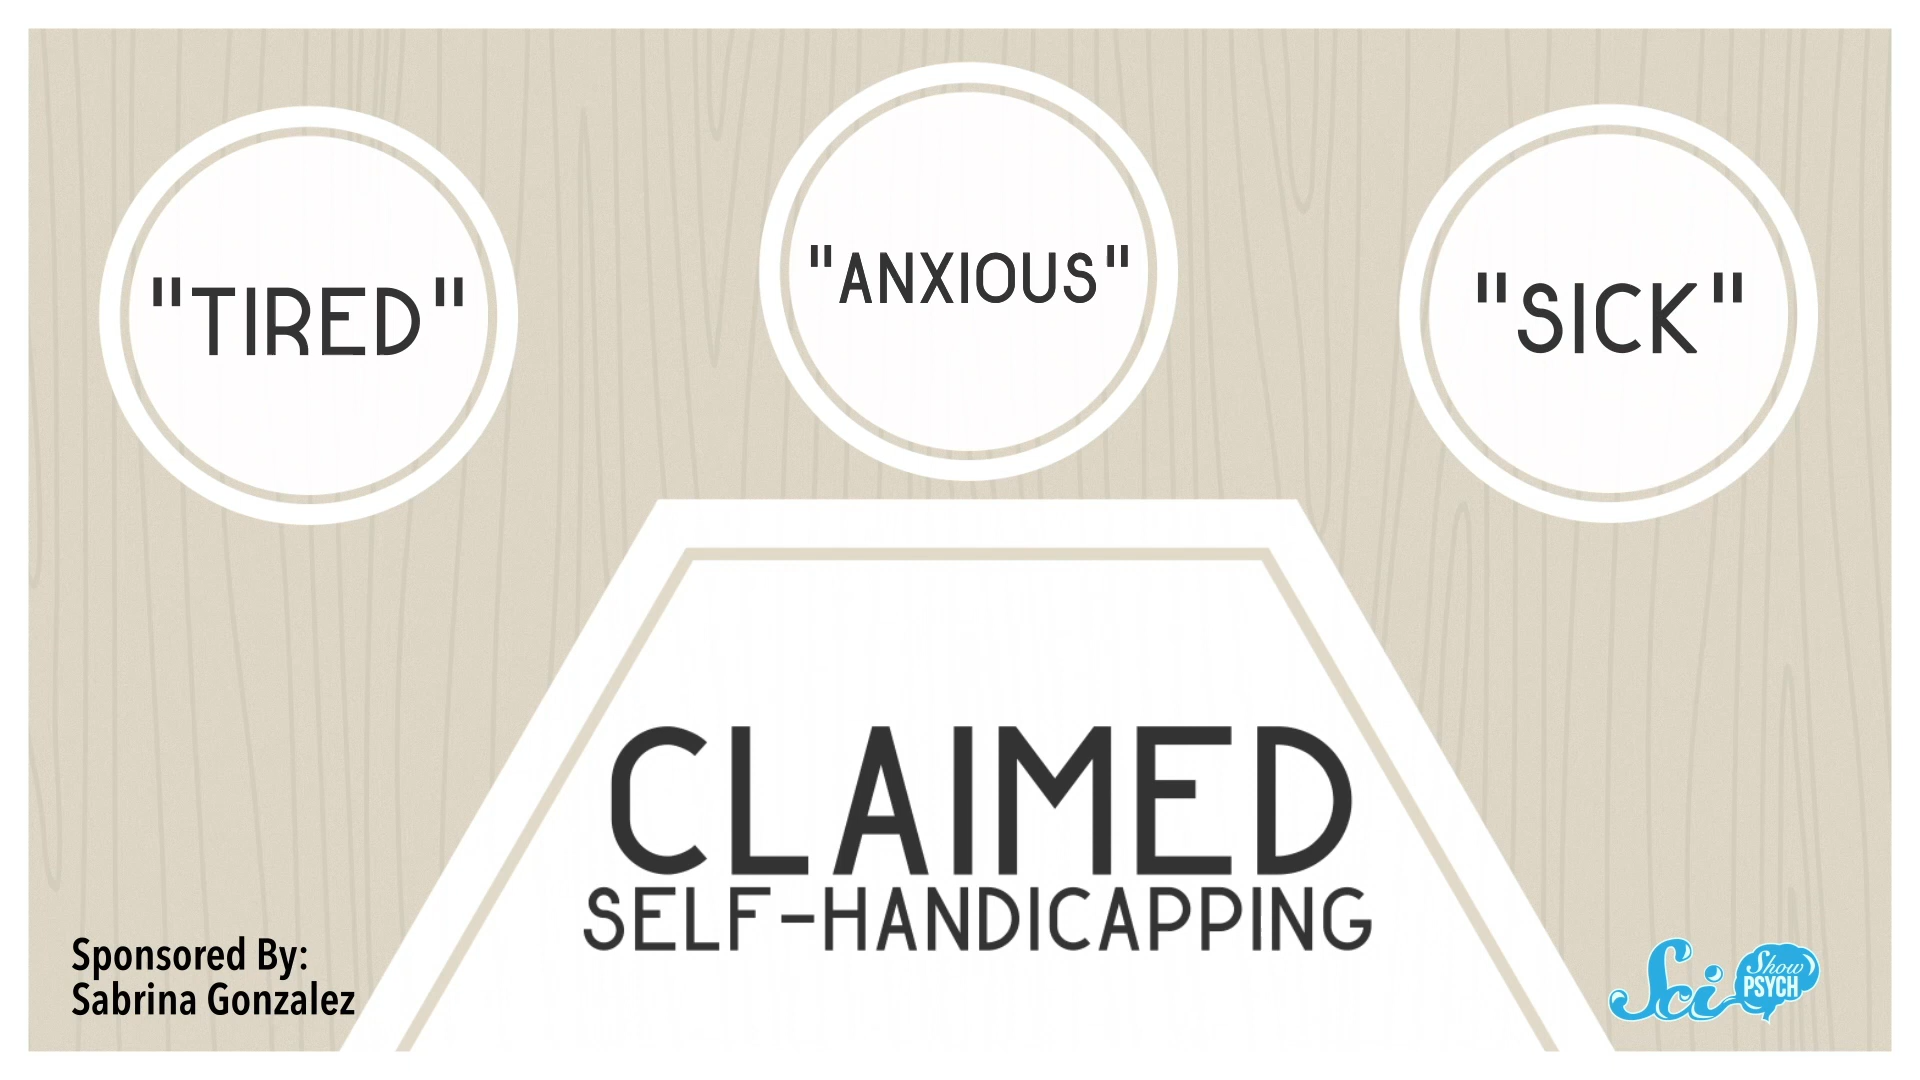 "TIRED"
"ANXIOUS"
"SICK"
CLAIMED
SELF-HANDICAPPING
Sponsored By:
Sabrina Gonzalez
Sci Show
PSYCH